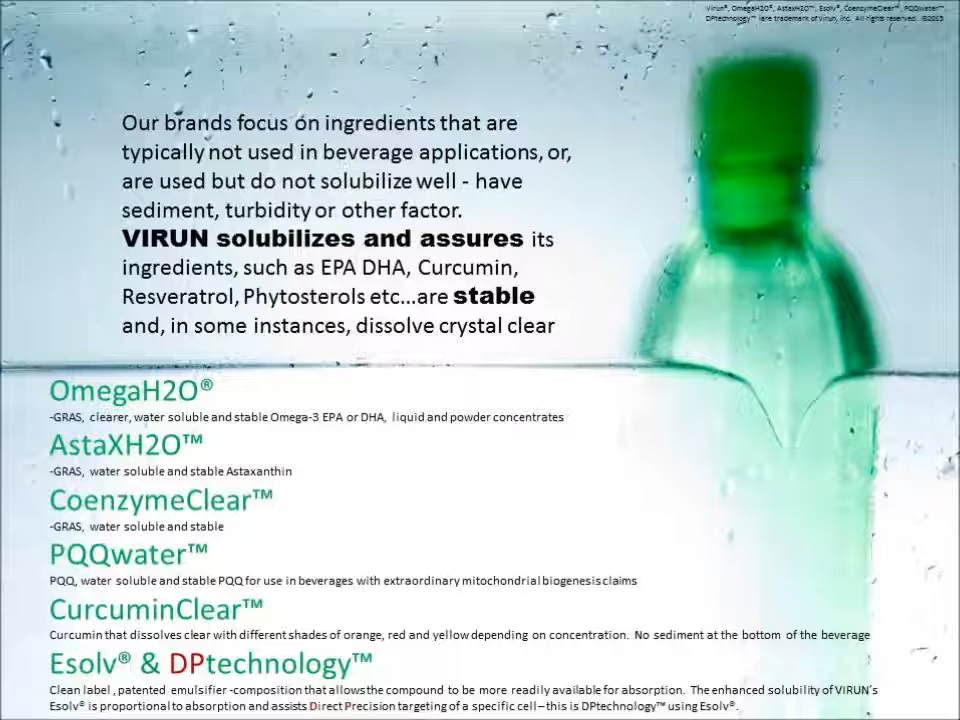 Virun®, OmegaH2O®, AstaxH2O™, Esolv®, CoenzymeClear™, PQQwater™,
DPtechnology™ are trademark of Virun, Inc. All rights reserved. ©2013
Our brands focus on ingredients that are
typically not used in beverage applications, or,
are used but do not solubilize well - have
sediment, turbidity or other factor.
VIRUN solubilizes and assures its
ingredients, such as EPA DHA, Curcumin,
Resveratrol, Phytosterols etc...are stable
and, in some instances, dissolve crystal clear
OmegaH2O®
-GRAS, clearer, water soluble and stable Omega-3 EPA or DHA, liquid and powder concentrates
AstaXH2O™
-GRAS, water soluble and stable Astaxanthin
CoenzymeClear™
-GRAS, water soluble and stable
PQQwater™
PQQ, water soluble and stable PQQ for use in beverages with extraordinary mitochondrial biogenesis claims
CurcuminClear™
Curcumin that dissolves clear with different shades of orange, red and yellow depending on concentration. No sediment at the bottom of the beverage
Esolv® & DPtechnology™
Clean label , patented emulsifier -composition that allows the compound to be more readily available for absorption. The enhanced solubility of VIRUN's
Esolv® is proportional to absorption and assists Direct Precision targeting of a specific cell – this is DPtechnology™ using Esolv®.